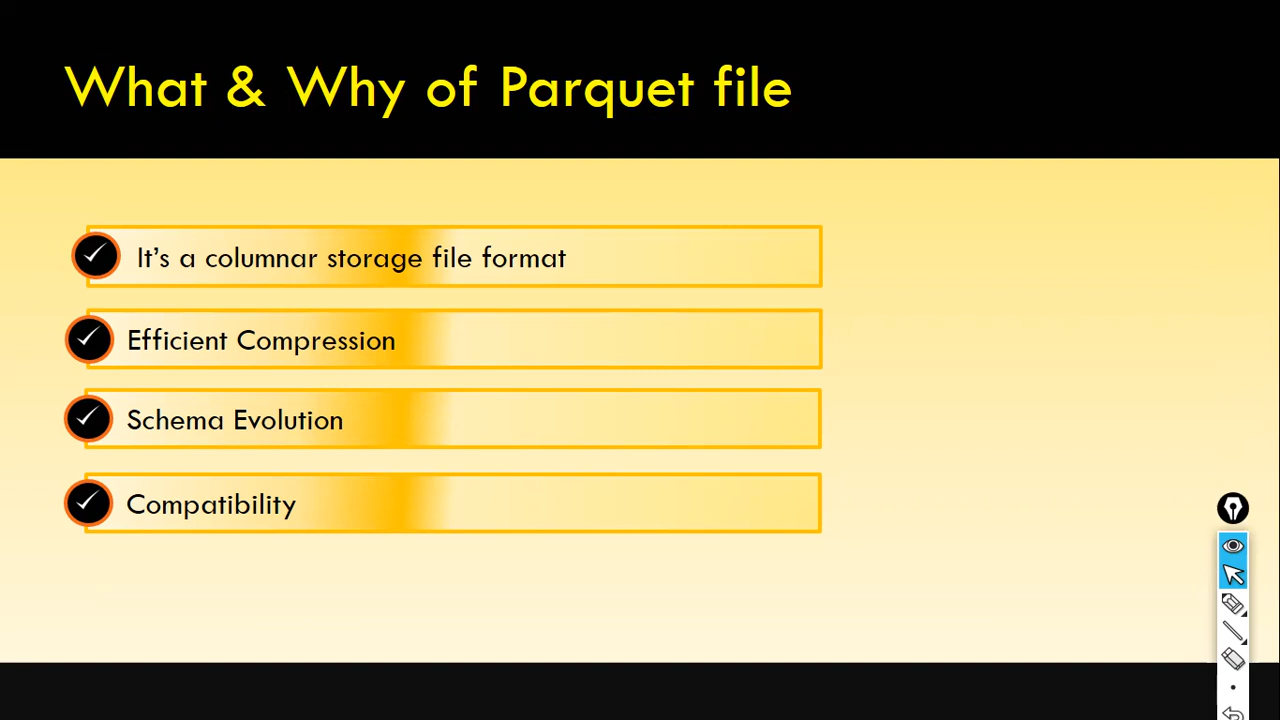 What & Why of Parquet file
It’s a columnar storage file format
Efficient Compression
Schema Evolution
Compatibility